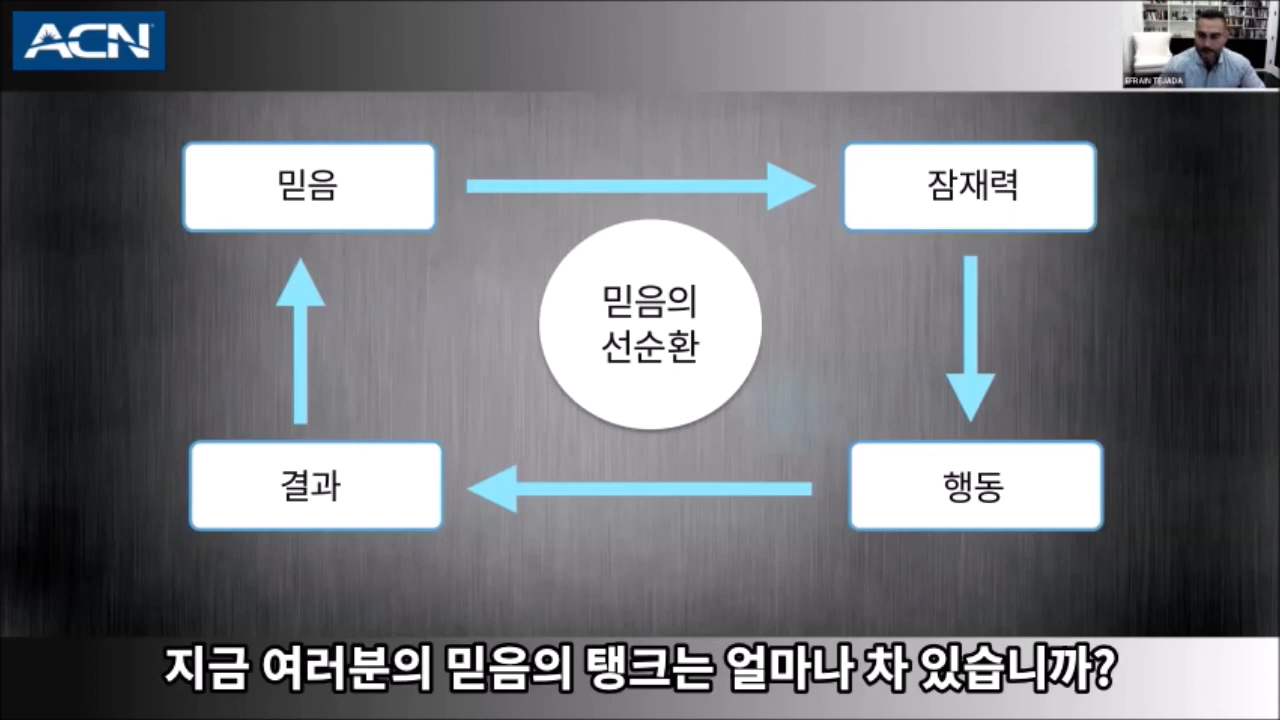 ACN
EFRAIN TEJADA
믿음
잠재력
믿음의
선순환
결과
행동
지금 여러분의 믿음의 탱크는 얼마나 차 있습니까?